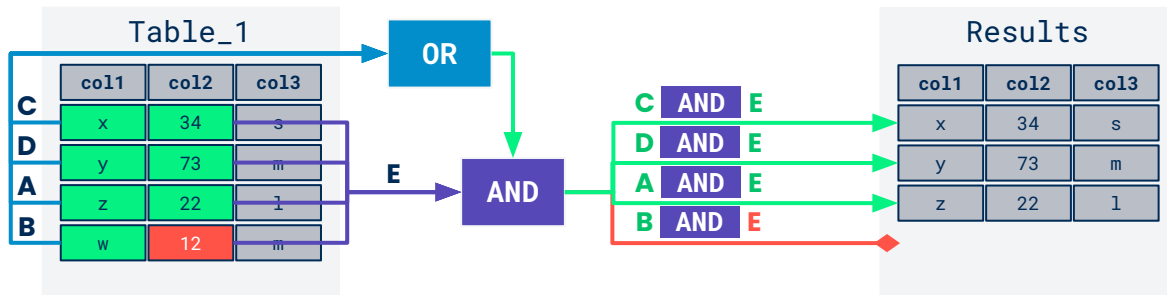 Table_1
OR
Results
col1 col2 col3
col1 col2 col3
C
C AND E
x 34 s
x 34 s
D
D AND E
y 73 m
E
AND
y 73 m
A
A AND E
z 22 l
z 22 l
B
B AND E
w 12 m